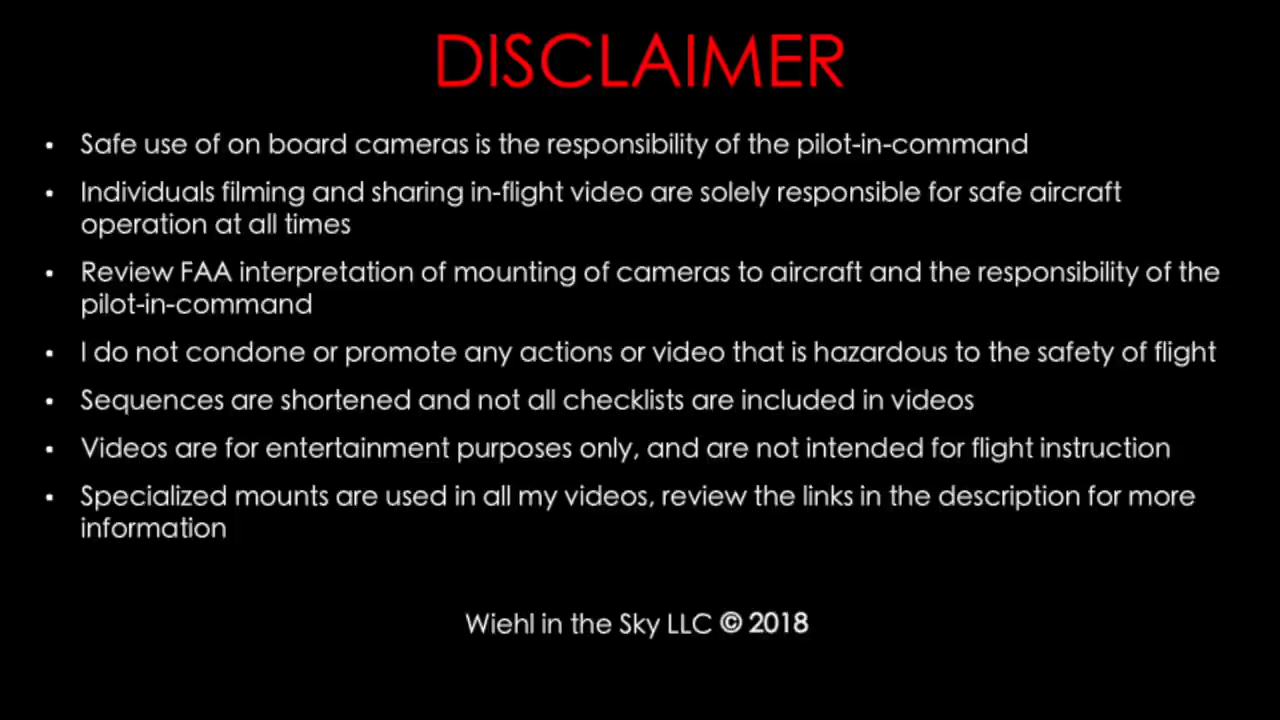 DISCLAIMER
• Safe use of on board cameras is the responsibility of the pilot-in-command
• Individuals filming and sharing in-flight video are solely responsible for safe aircraft
operation at all times
• Review FAA interpretation of mounting of cameras to aircraft and the responsibility of the
pilot-in-command
• I do not condone or promote any actions or video that is hazardous to the safety of flight
• Sequences are shortened and not all checklists are included in videos
• Videos are for entertainment purposes only, and are not intended for flight instruction
• Specialized mounts are used in all my videos, review the links in the description for more
information
Wiehl in the Sky LLC © 2018